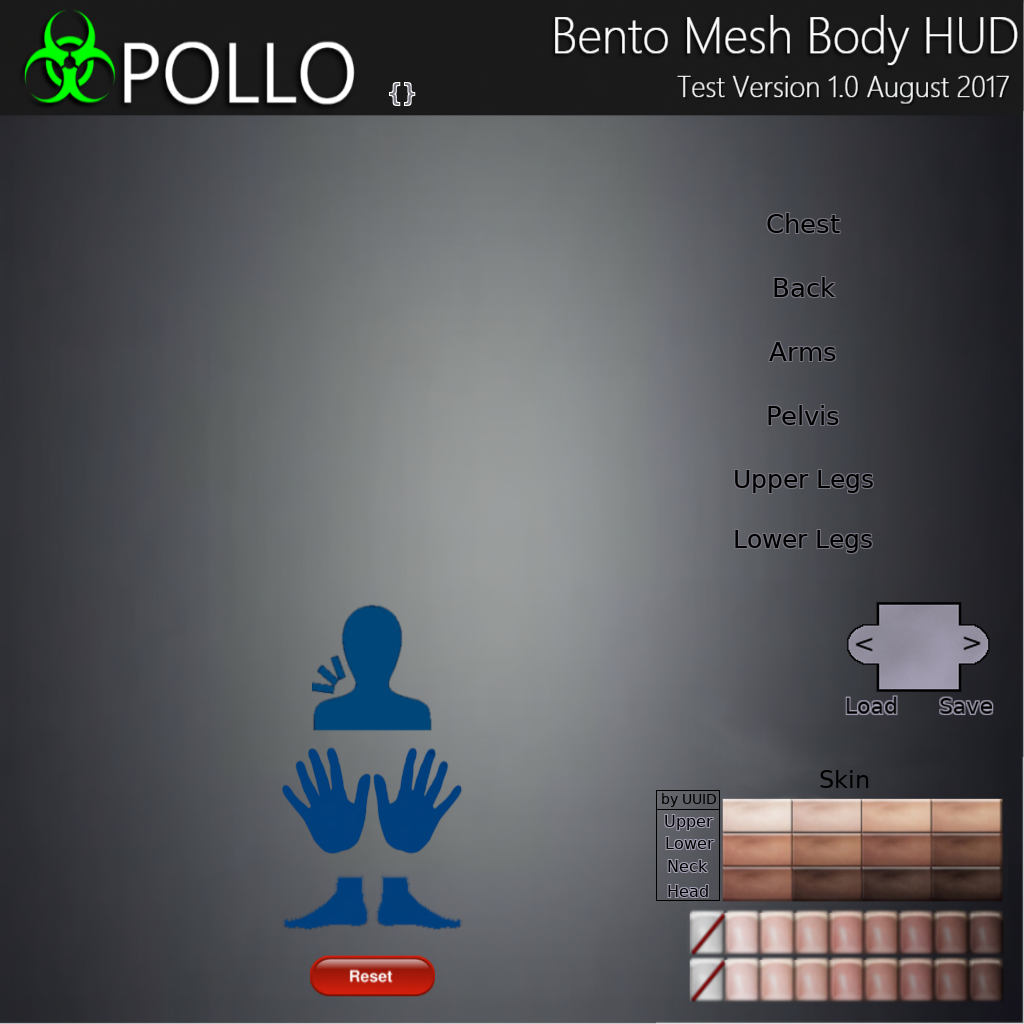 POLLO
{}
Bento Mesh Body HUD
Test Version 1.0 August 2017
Chest
Back
Arms
Pelvis
Upper Legs
Lower Legs
< >
Load Save
Skin
by UUID
Upper
Lower
Neck
Head
Reset